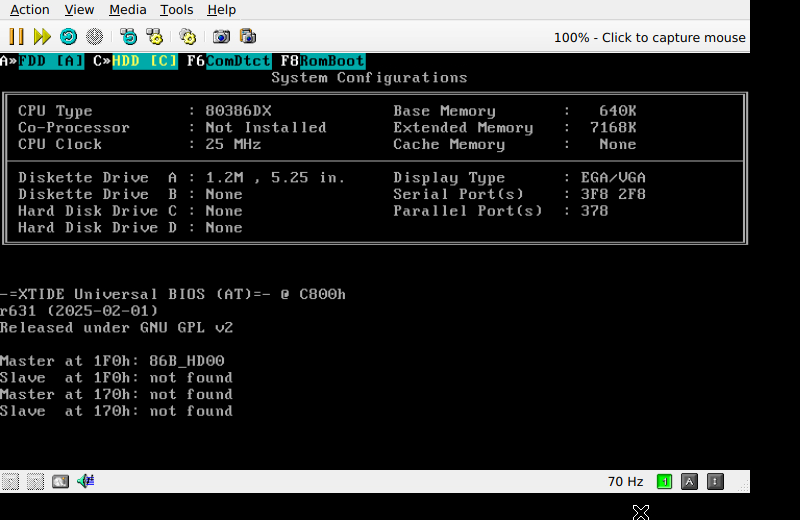 Action View Media Tools Help
100% - Click to capture mouse
A»FDD [A] C»HDD [C] F6ComDtct F8RomBoot
System Configurations
CPU Type : 80386DX Base Memory : 640K
Co-Processor : Not Installed Extended Memory : 7168K
CPU Clock : 25 MHz Cache Memory : None
Diskette Drive A : 1.2M , 5.25 in. Display Type : EGA/VGA
Diskette Drive B : None Serial Port(s) : 3F8 2F8
Hard Disk Drive C : None Parallel Port(s) : 378
Hard Disk Drive D : None
-=XTIDE Universal BIOS (AT)=- @ C800h
r631 (2025-02-01)
Released under GNU GPL v2
Master at 1F0h: 86B_HD00
Slave at 1F0h: not found
Master at 170h: not found
Slave at 170h: not found
70 Hz
A